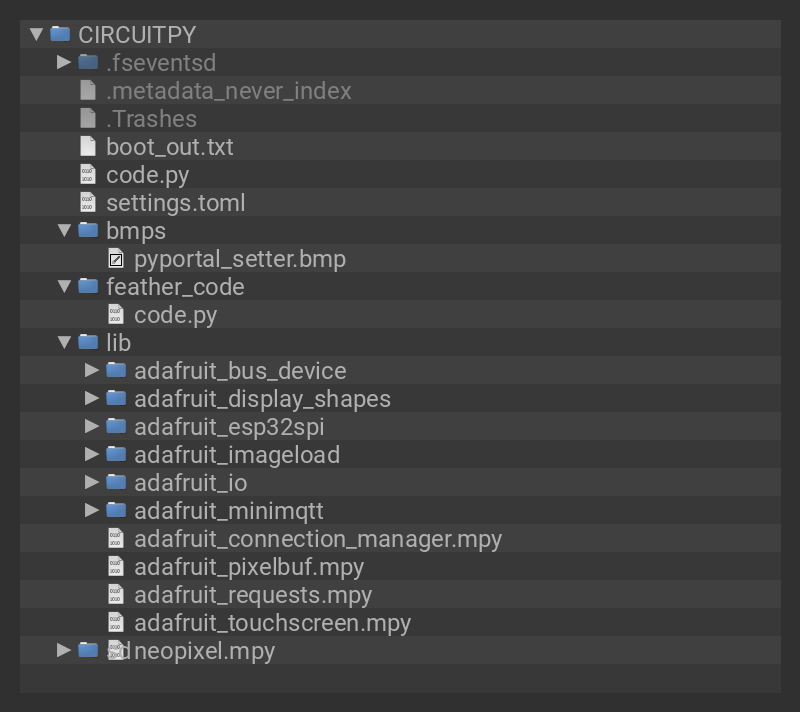 CIRCUITPY
.fseventsd
.metadata_never_index
.Trashes
boot_out.txt
code.py
settings.toml
bmps
pyportal_setter.bmp
feather_code
code.py
lib
adafruit_bus_device
adafruit_display_shapes
adafruit_esp32spi
adafruit_imageload
adafruit_io
adafruit_minimqtt
adafruit_connection_manager.mpy
adafruit_pixelbuf.mpy
adafruit_requests.mpy
adafruit_touchscreen.mpy
sd neopixel.mpy